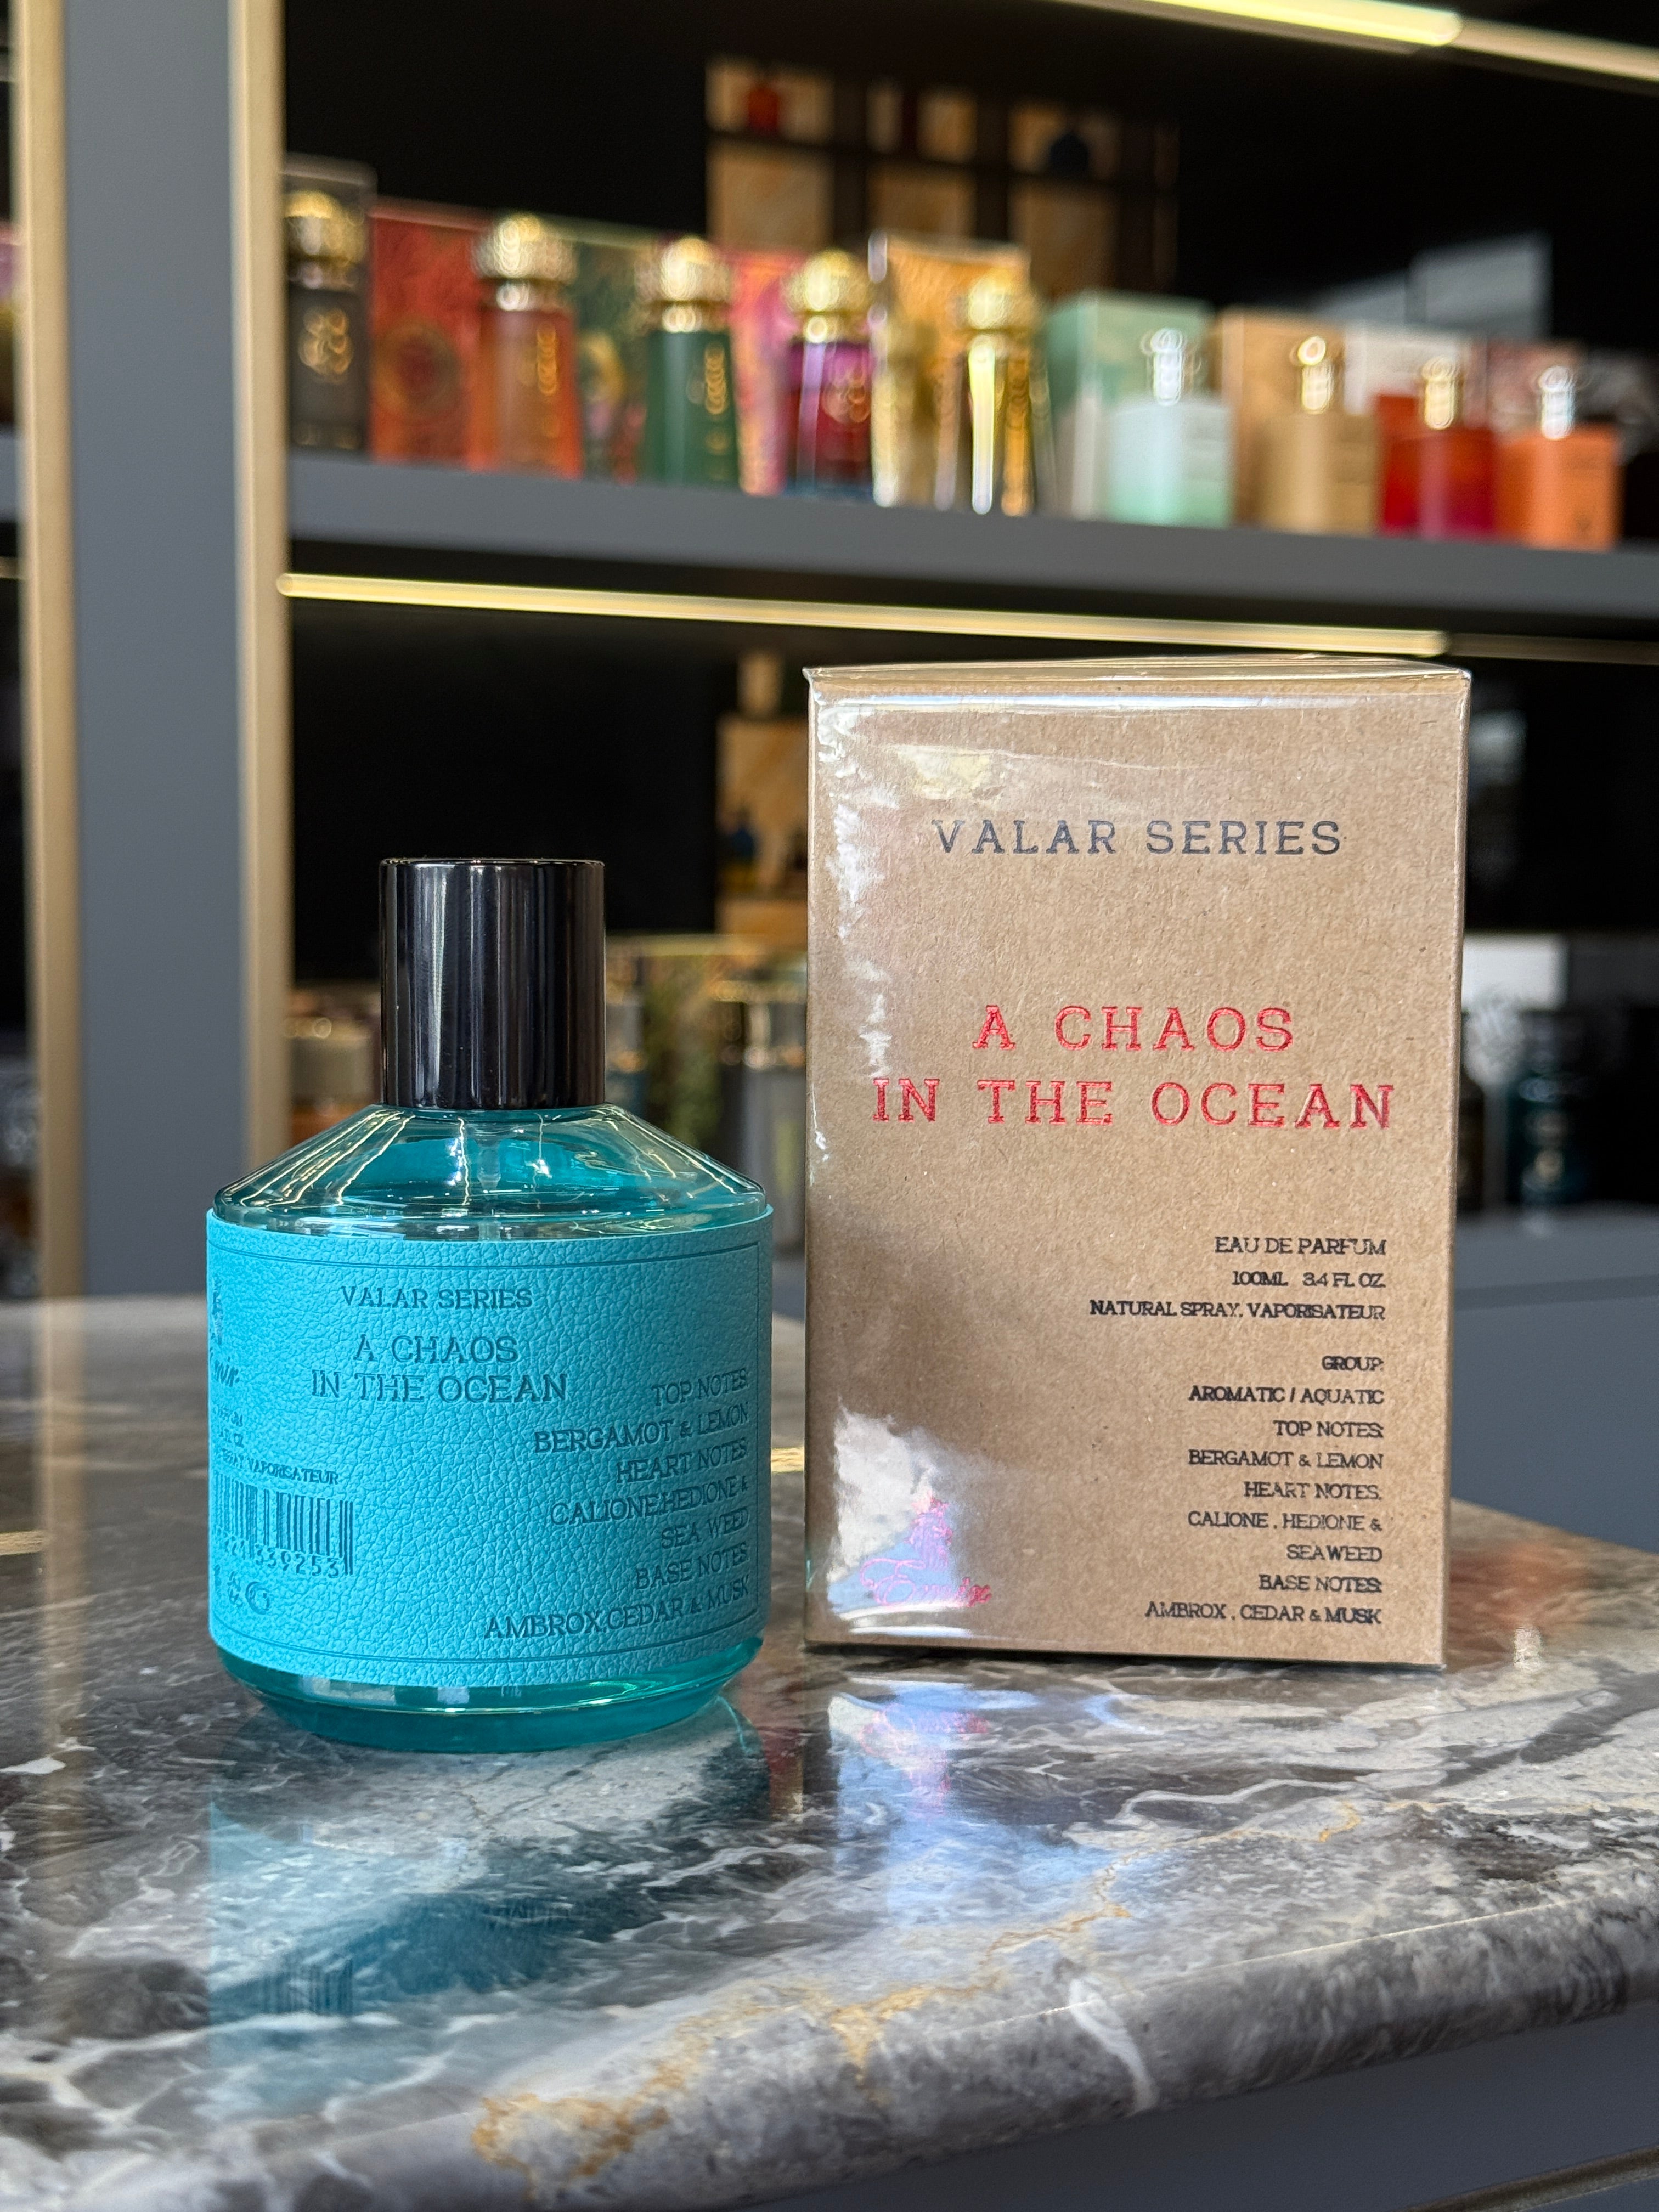 VALAR SERIES
A CHAOS
IN THE OCEAN
TOP NOTES:
BERGAMOT & LEMON
HEART NOTES:
CALIONE,HEDIONE &
SEA WEED
BASE NOTES:
AMBROX,CEDAR & MUSK
SPRAY VAPORISATEUR
339253
VALAR SERIES
A CHAOS
IN THE OCEAN
EAU DE PARFUM
100ML 3.4 FL OZ.
NATURAL SPRAY. VAPORISATEUR
GROUP:
AROMATIC / AQUATIC
TOP NOTES:
BERGAMOT & LEMON
HEART NOTES:
CALIONE , HEDIONE &
SEAWEED
BASE NOTES:
AMBROX , CEDAR & MUSK